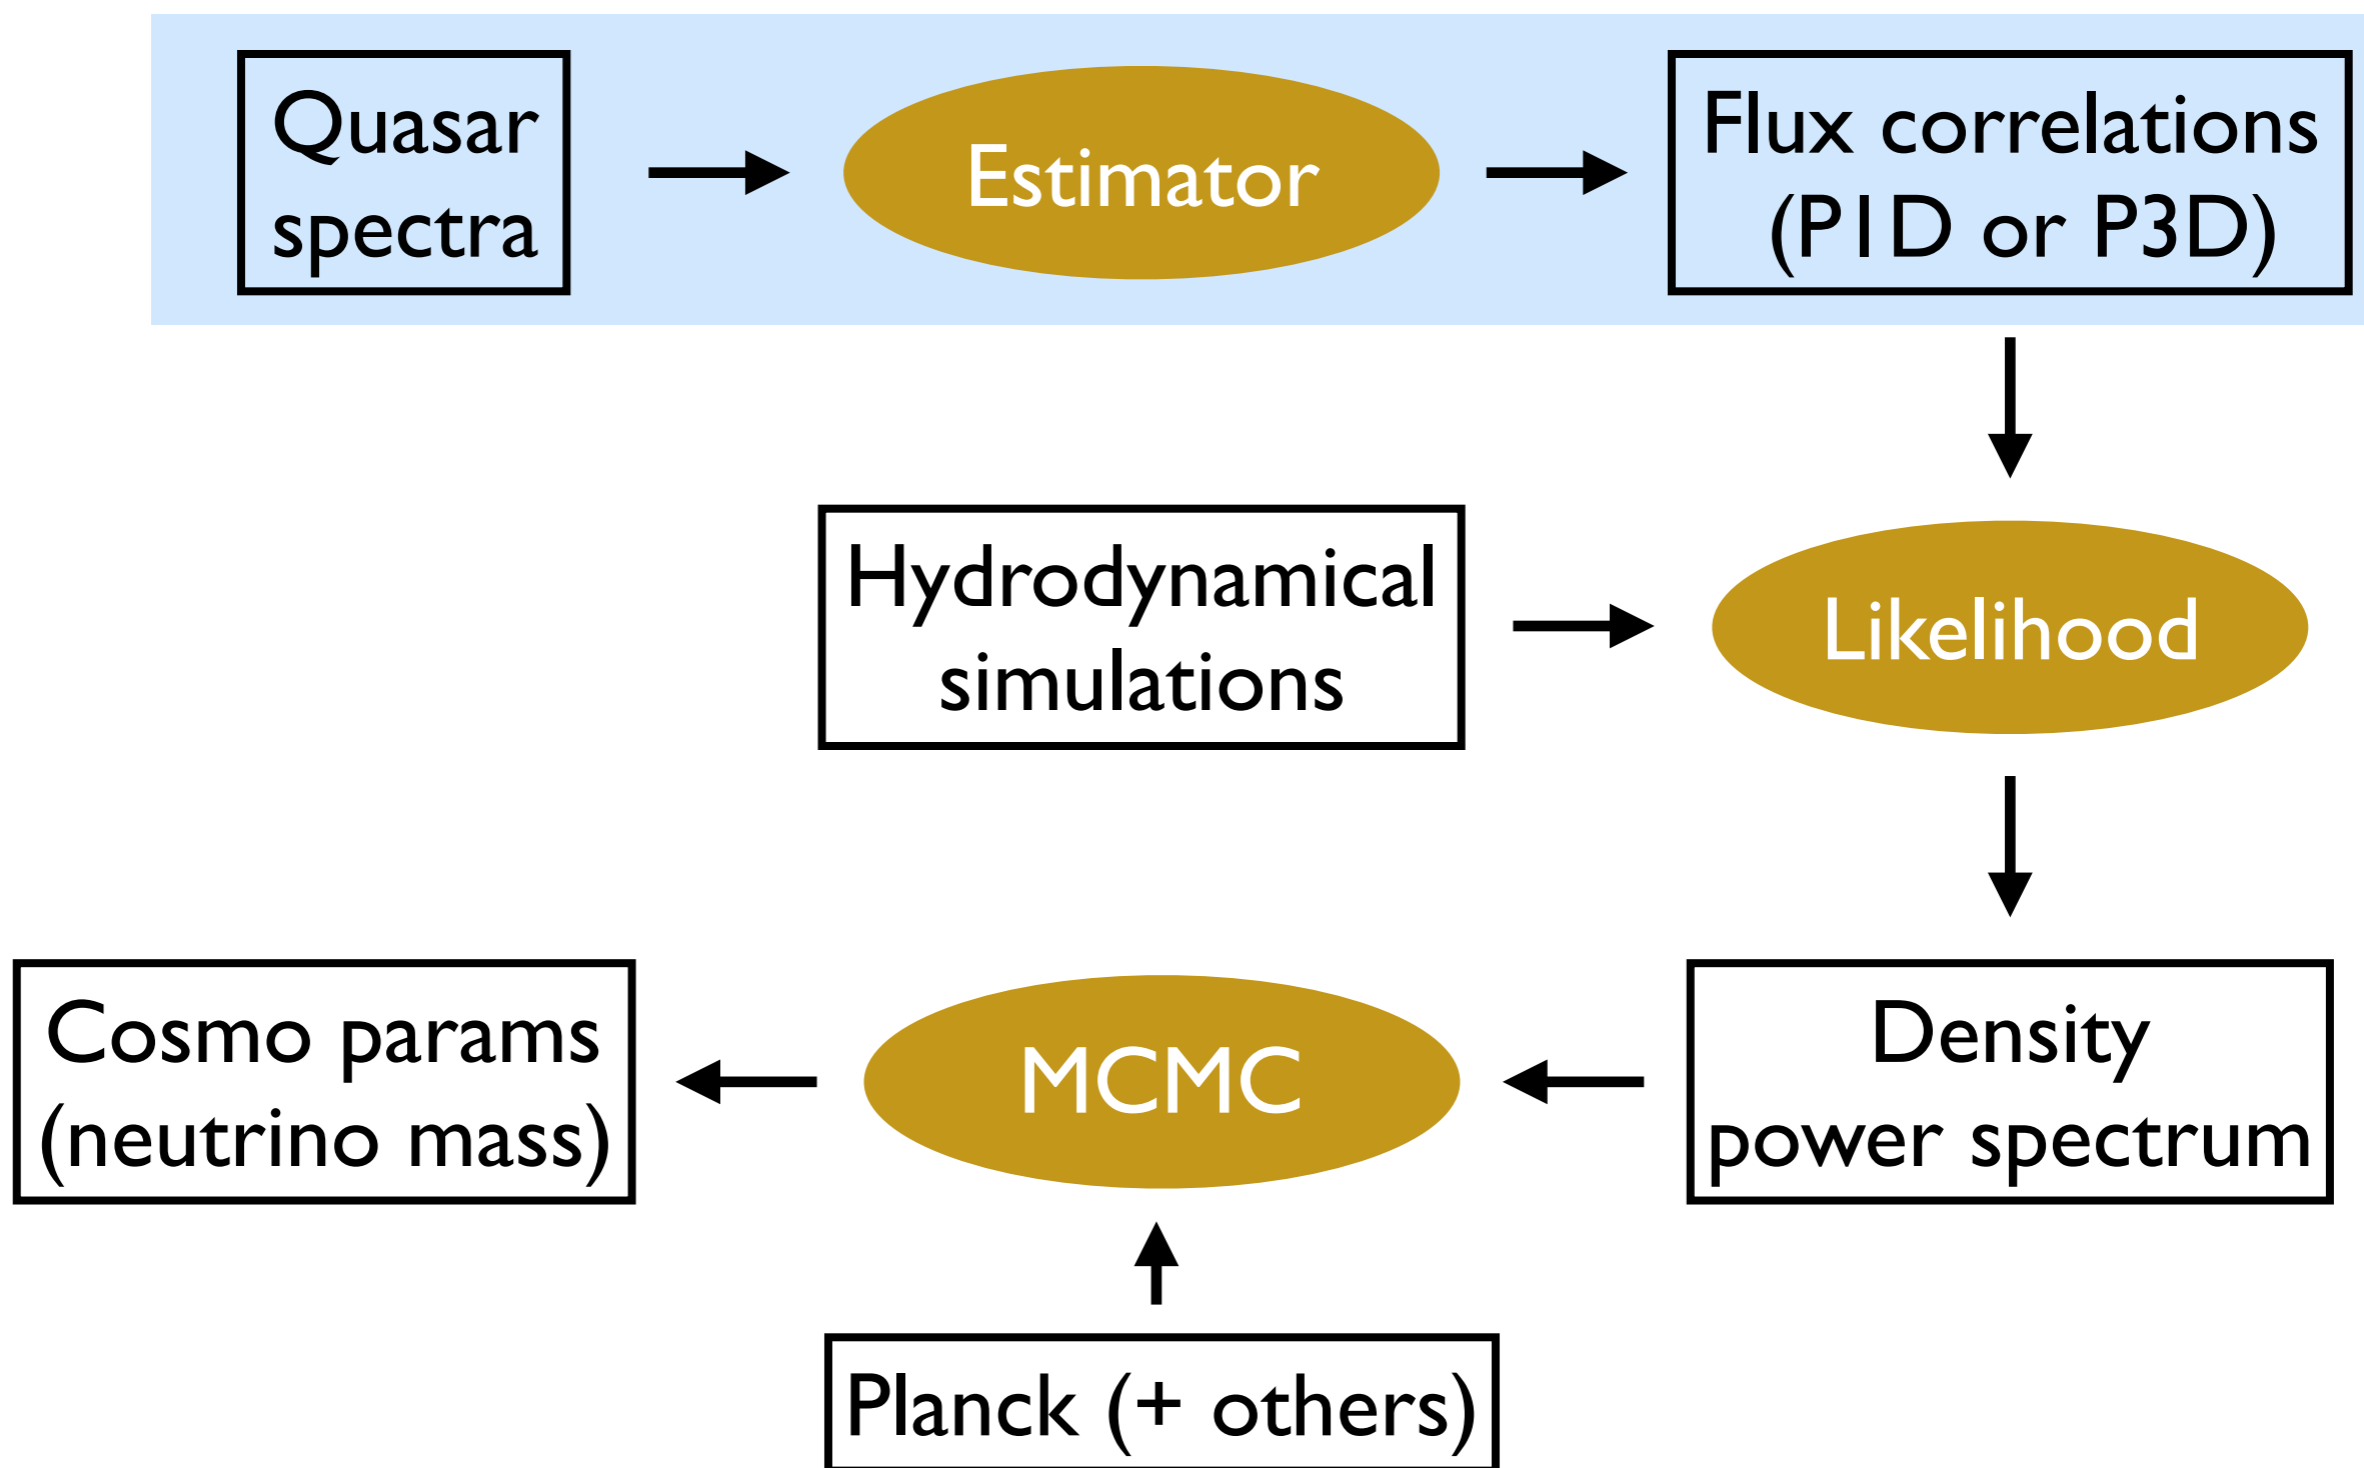 Quasar
spectra
Estimator
Flux correlations
(P1D or P3D)
Hydrodynamical
simulations
Likelihood
Cosmo params
(neutrino mass)
MCMC
Density
power spectrum
Planck (+ others)